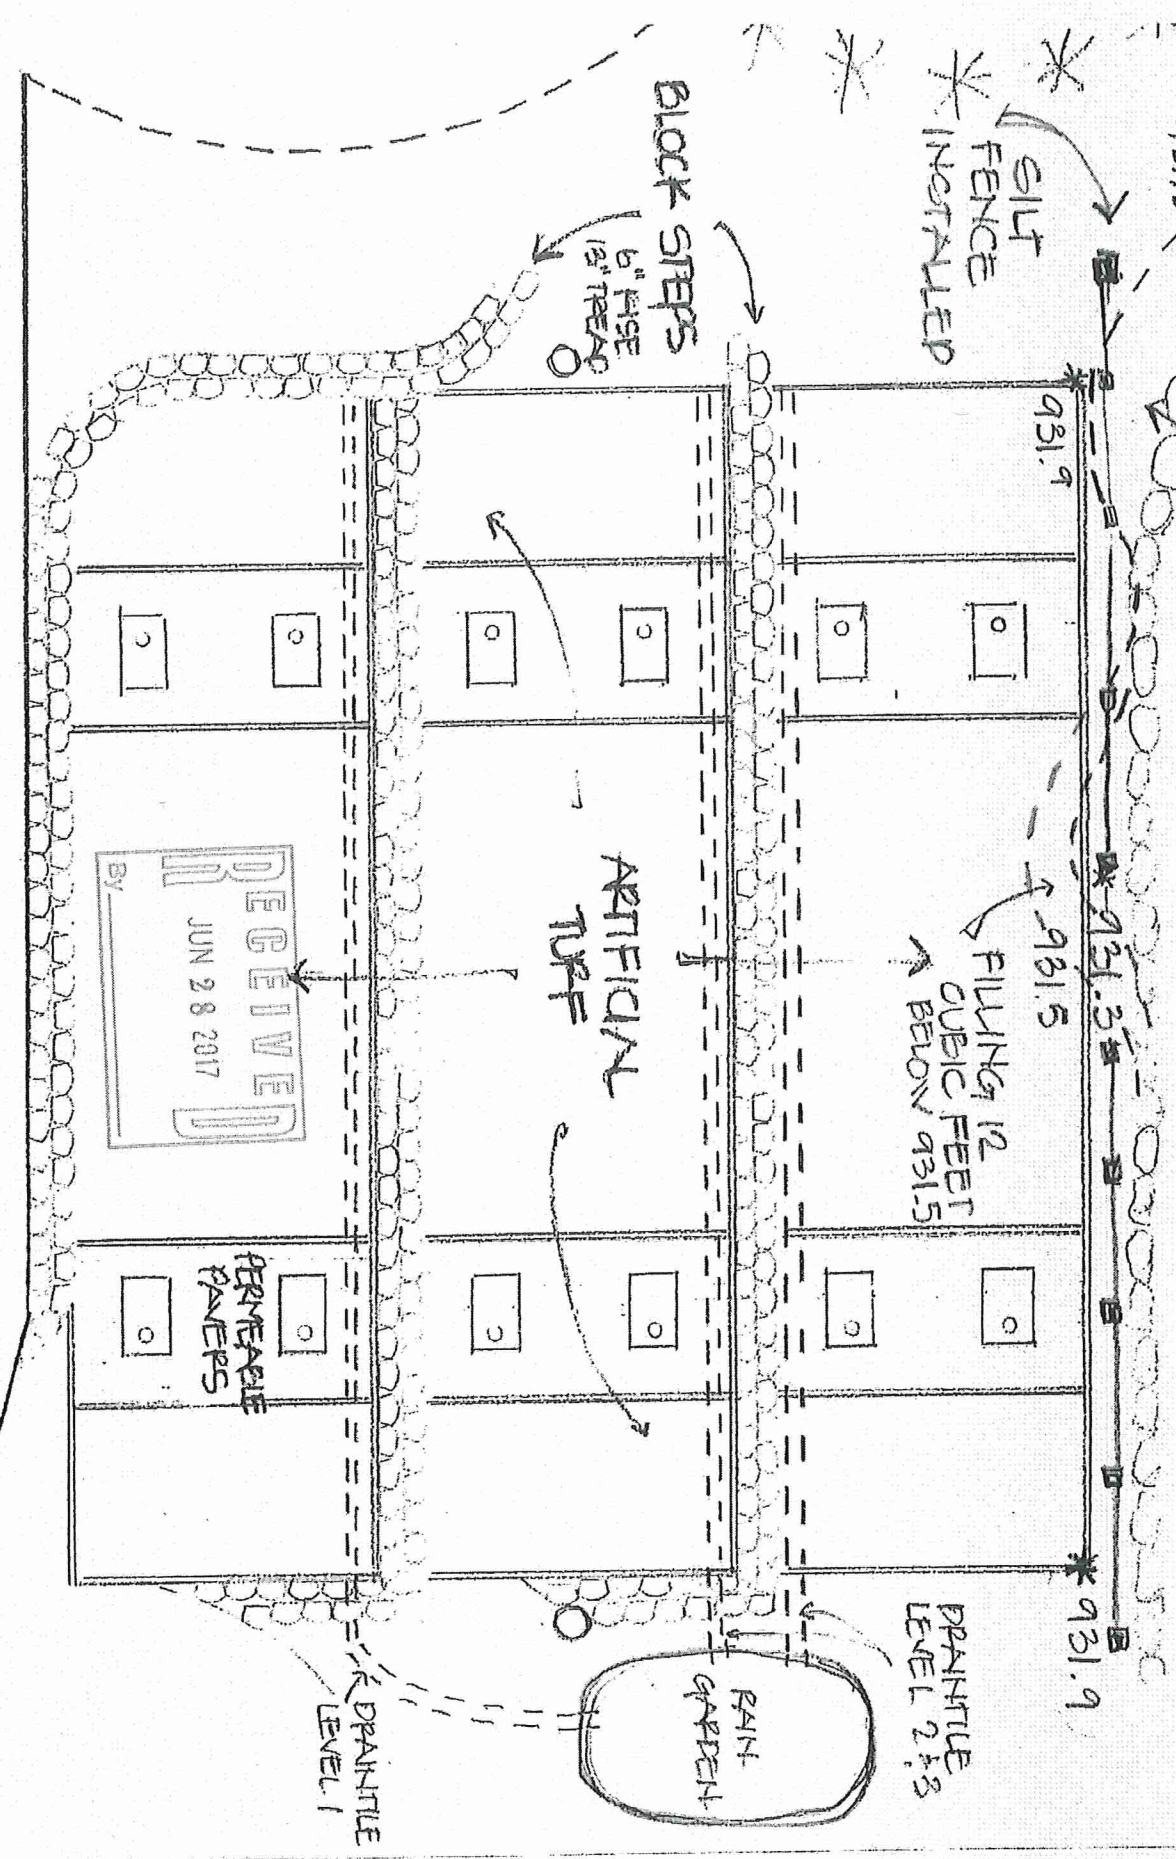 SILT
FENCE
INSTALLED
BLOCK STEPS
6" RISE
12" TREAD
931.9
931.3
931.5
FILLING 12
CUBIC FEET
BELOW 931.5
ARTIFICIAL
TURF
RECEIVED
JUN 28 2017
By
PERMEABLE
PAVERS
931.9
DRAINTILE
LEVEL 2 & 3
RAIN
GARDEN
DRAINTILE
LEVEL 1